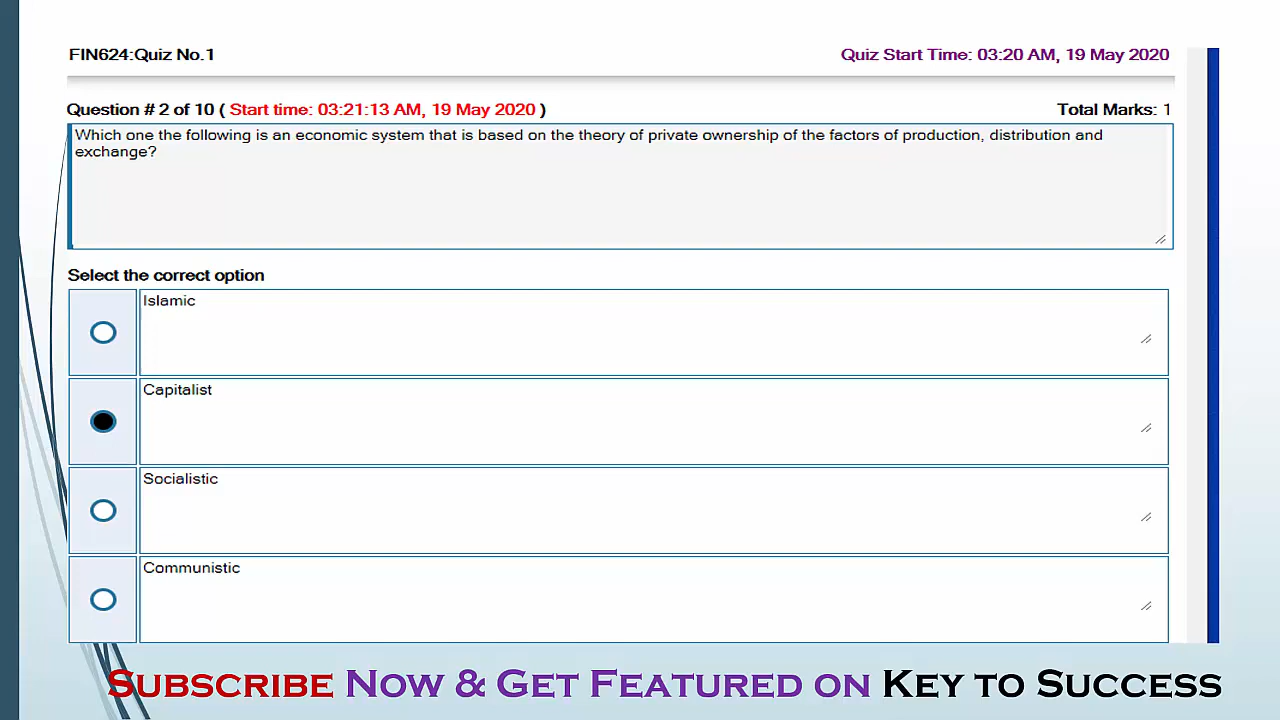 FIN624:Quiz No.1
Quiz Start Time: 03:20 AM, 19 May 2020
Question # 2 of 10 ( Start time: 03:21:13 AM, 19 May 2020 )
Total Marks: 1
Which one the following is an economic system that is based on the theory of private ownership of the factors of production, distribution and
exchange?
Select the correct option
Islamic
Capitalist
Socialistic
Communistic
Subscribe Now & Get Featured on Key to Success